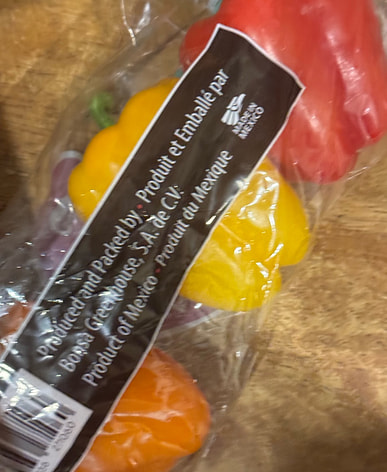 Produced and Packed by • Produit et Emballé par
Bonsa Greenhouse, S.A. de C.V.
Product of Mexico • Produit du Mexique
MADE IN
MEXICO